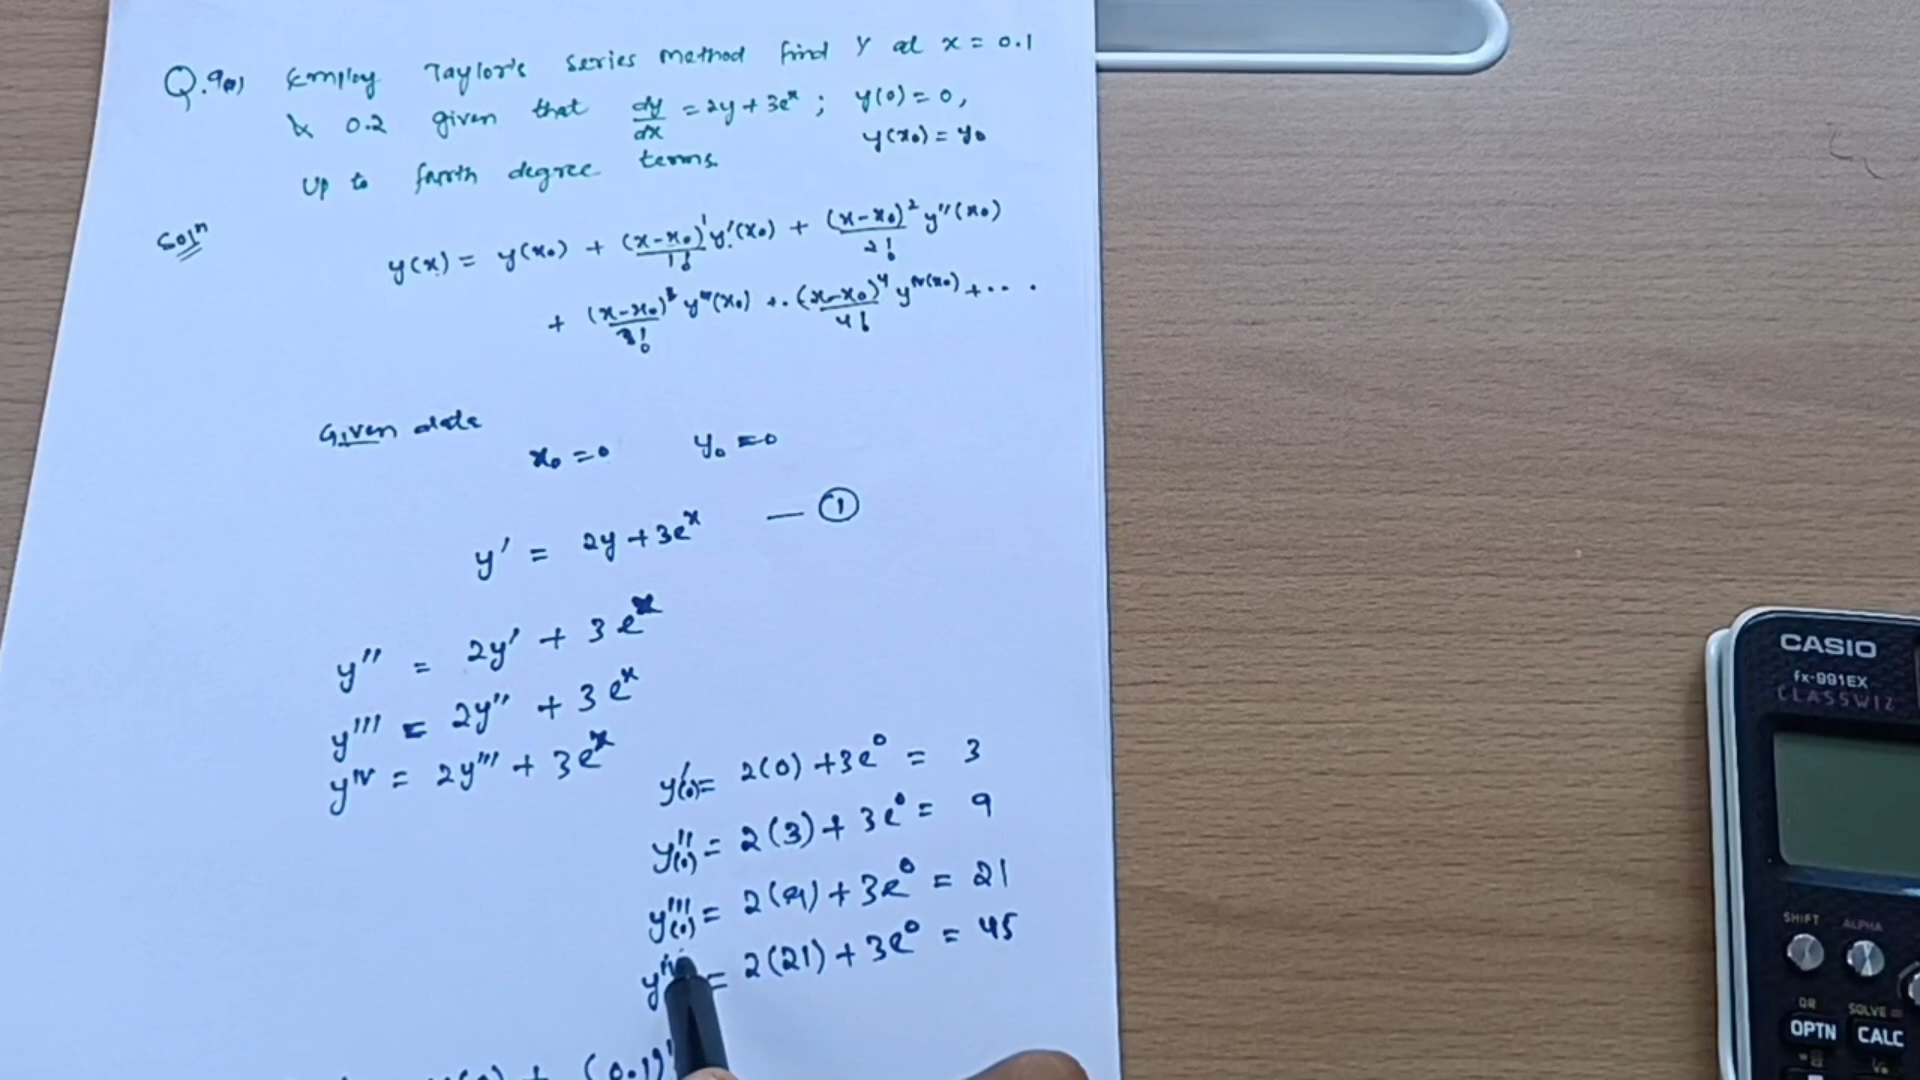 Q.9(a) Employ Taylor's series method find y at x = 0.1
& 0.2 given that dy/dx = 2y + 3e^x ; y(0) = 0,
y(x₀) = y₀
up to fourth degree terms.
Solⁿ
y(x) = y(x₀) + (x-x₀)^1/1! y'(x₀) + (x-x₀)^2/2! y''(x₀)
+ (x-x₀)^3/3! y'''(x₀) + (x-x₀)^4/4! y^IV(x₀) + ....
Given data
x₀ = 0 y₀ = 0
y' = 2y + 3e^x — ①
y'' = 2y' + 3e^x
y''' = 2y'' + 3e^x
y^IV = 2y''' + 3e^x
y'(0) = 2(0) + 3e^0 = 3
y''(0) = 2(3) + 3e^0 = 9
y'''(0) = 2(9) + 3e^0 = 21
y^IV = 2(21) + 3e^0 = 45
+ (0.1)
CASIO
fx-991EX
CLASSWIZ
SHIFT ALPHA
SOLVE =
OPTN CALC